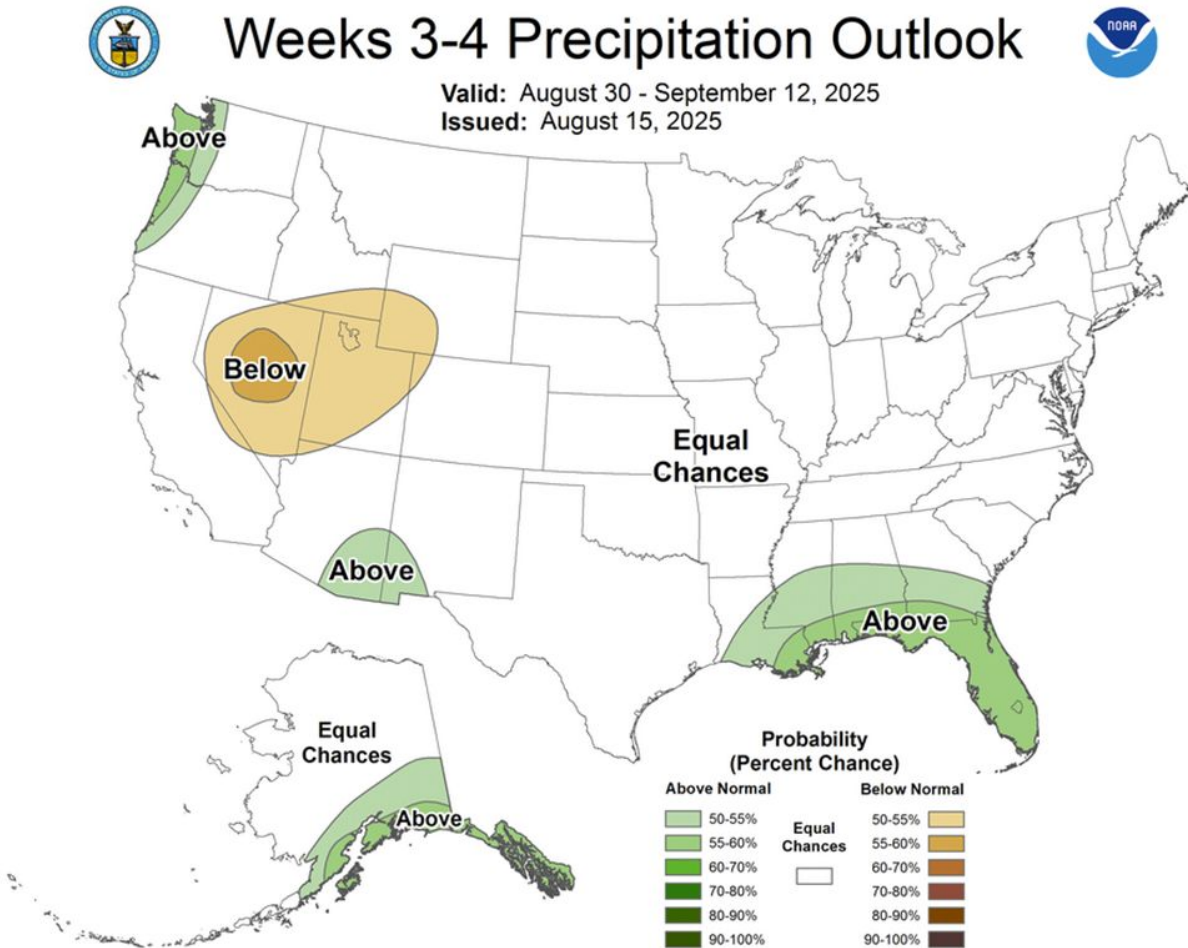 Weeks 3-4 Precipitation Outlook
NOAA
Valid: August 30 - September 12, 2025
Issued: August 15, 2025
Above
Below
Equal
Chances
Above
Above
Equal
Chances
Above
Probability
(Percent Chance)
Above Normal
Below Normal
50-55%
55-60%
60-70%
70-80%
80-90%
90-100%
Equal
Chances
50-55%
55-60%
60-70%
70-80%
80-90%
90-100%